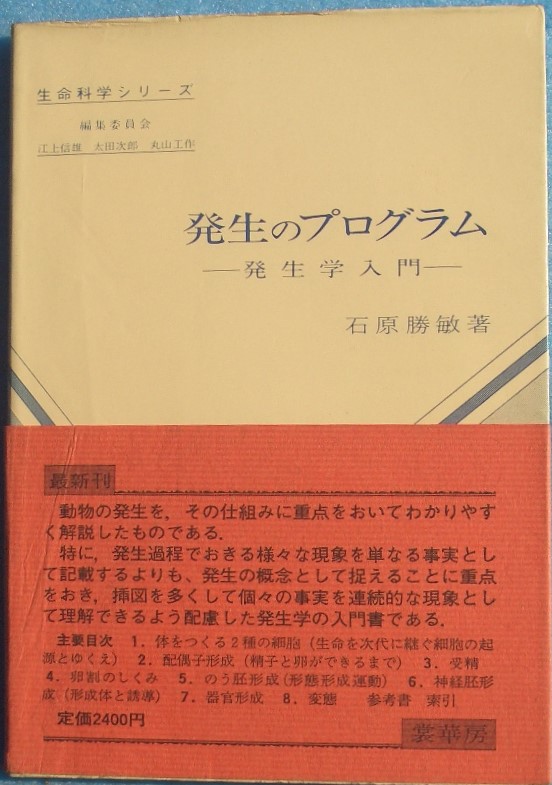 生命科学シリーズ
編集委員会
江上信雄 太田次郎 丸山工作
発生のプログラム
—発生学入門—
石原勝敏著
最新刊
動物の発生を，その仕組みに重点をおいてわかりやす
く解説したものである．
特に，発生過程でおきる様々な現象を単なる事実とし
て記載するよりも、発生の概念として捉えることに重点
をおき，挿図を多くして個々の事実を連続的な現象とし
て理解できるよう配慮した発生学の入門書である．
主要目次 1．体をつくる2種の細胞（生命を次代に継ぐ細胞の起
源とゆくえ） 2．配偶子形成（精子と卵ができるまで） 3．受精
4．卵割のしくみ 5．のう胚形成(形態形成運動) 6．神経胚形
成（形成体と誘導） 7．器官形成 8．変態 参考書 索引
定価2400円
裳華房